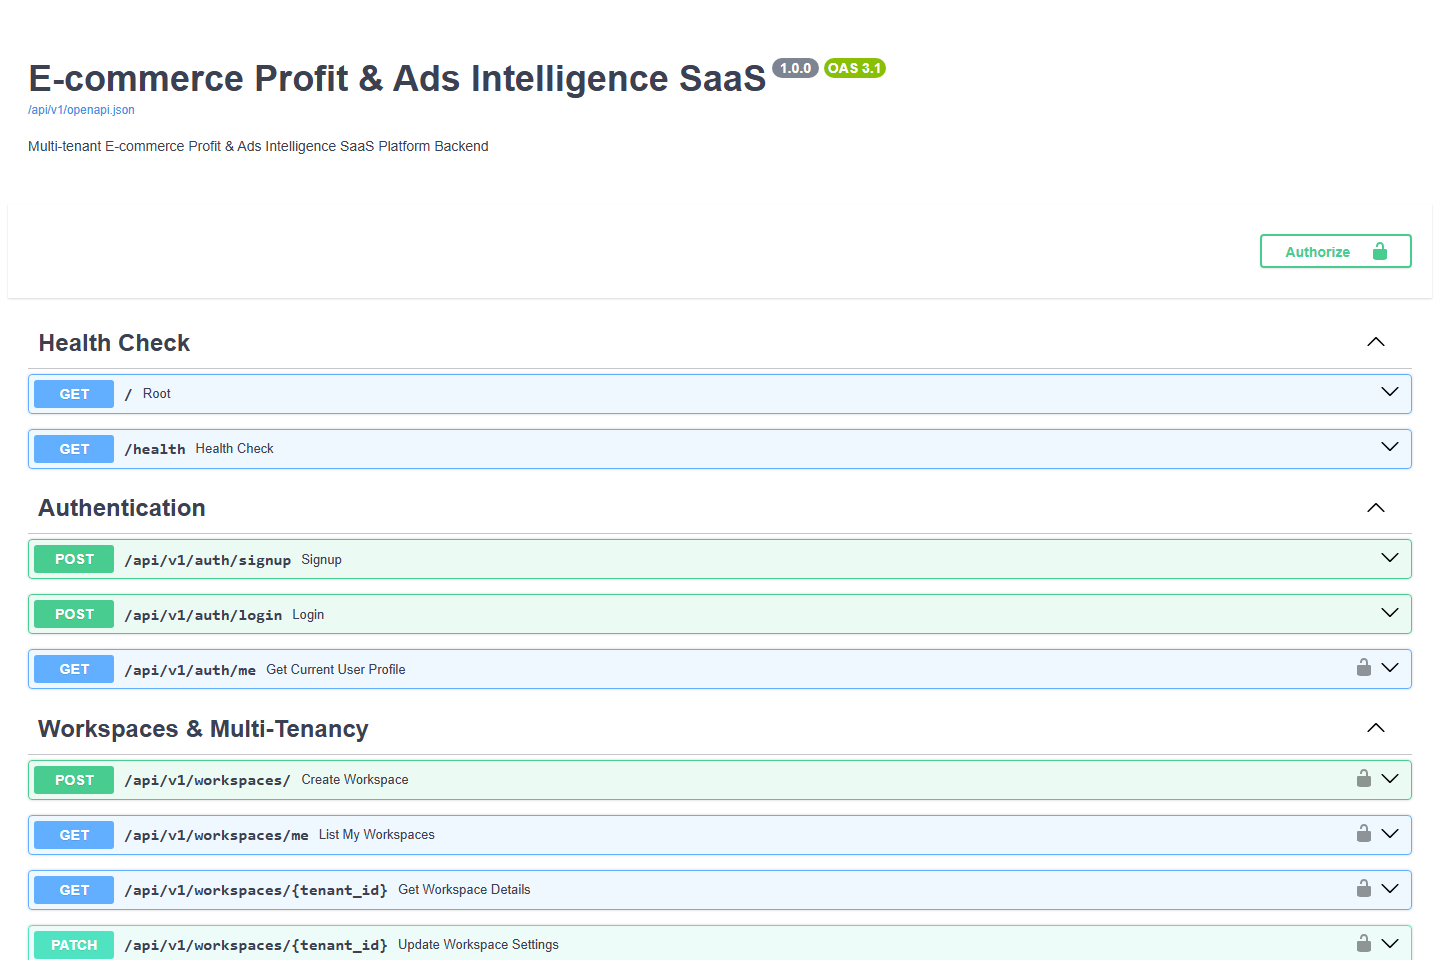 E-commerce Profit & Ads Intelligence SaaS 1.0.0 OAS 3.1
/api/v1/openapi.json
Multi-tenant E-commerce Profit & Ads Intelligence SaaS Platform Backend
Authorize
Health Check
GET / Root
GET /health Health Check
Authentication
POST /api/v1/auth/signup Signup
POST /api/v1/auth/login Login
GET /api/v1/auth/me Get Current User Profile
Workspaces & Multi-Tenancy
POST /api/v1/workspaces/ Create Workspace
GET /api/v1/workspaces/me List My Workspaces
GET /api/v1/workspaces/{tenant_id} Get Workspace Details
PATCH /api/v1/workspaces/{tenant_id} Update Workspace Settings